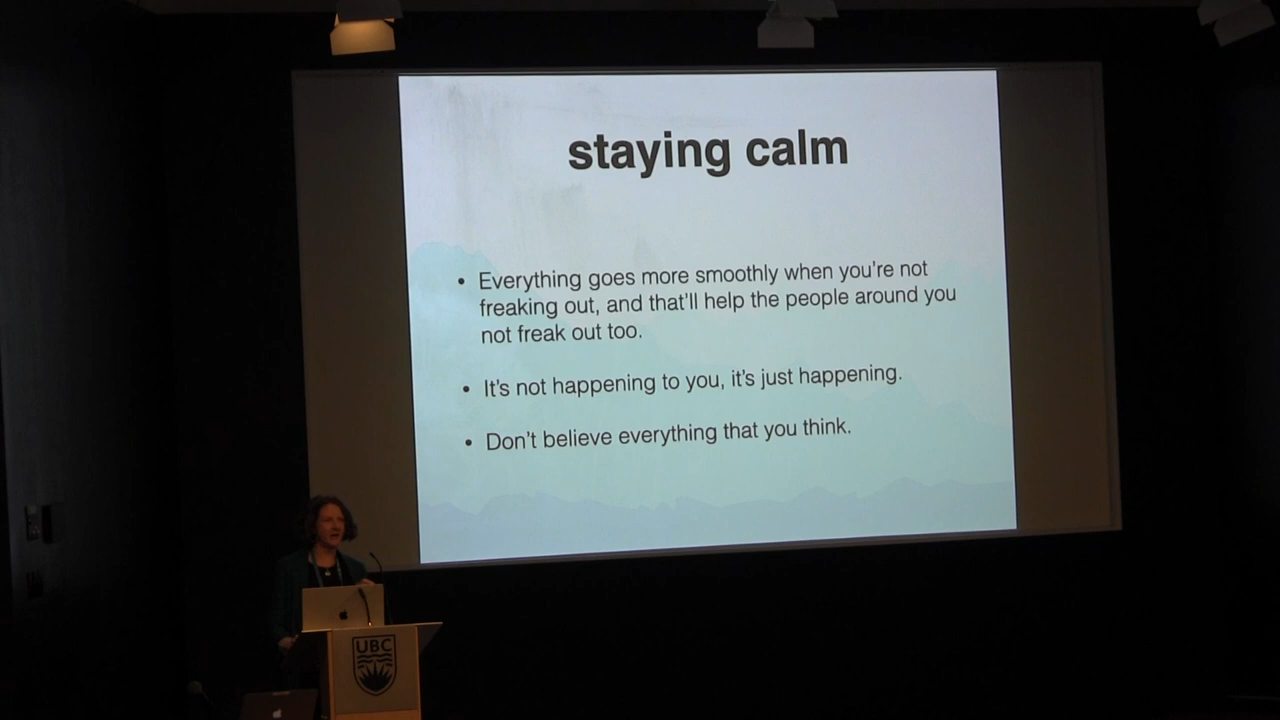 staying calm
• Everything goes more smoothly when you're not
freaking out, and that'll help the people around you
not freak out too.
• It's not happening to you, it's just happening.
• Don't believe everything that you think.
UBC